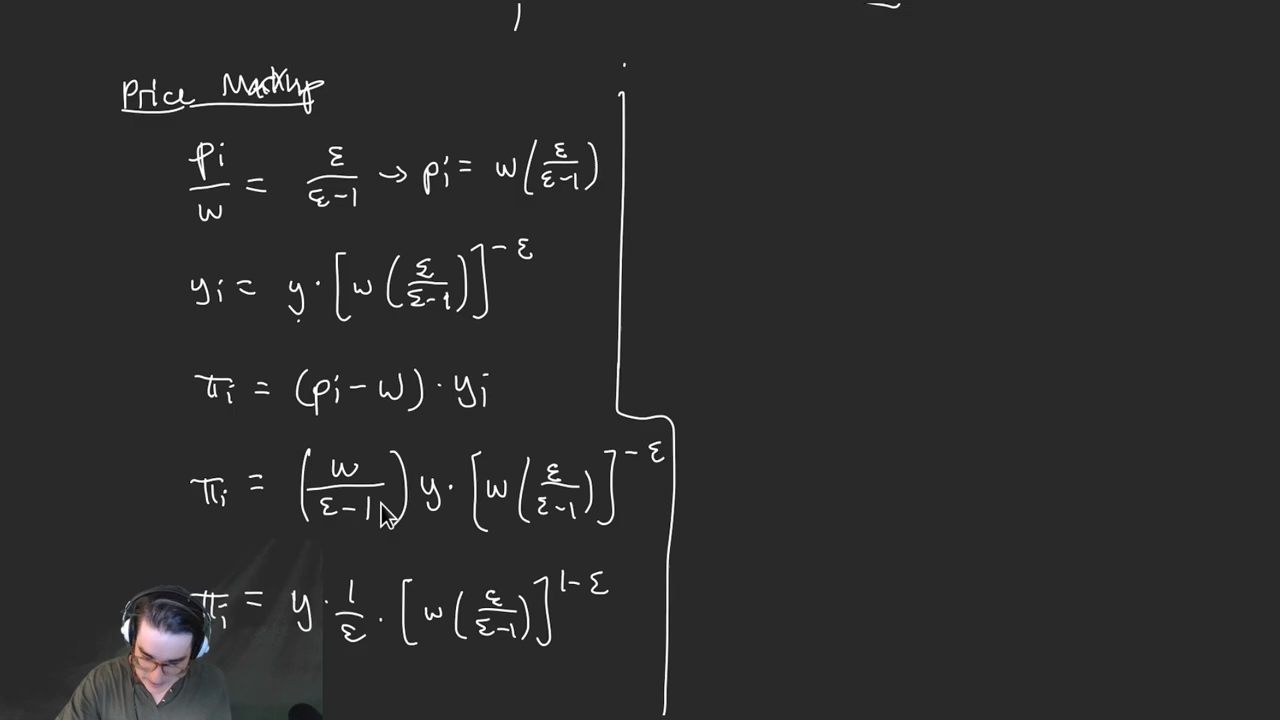 Price Markup
pi/w = ε/(ε-1) → pi = w(ε/(ε-1))
yi = y·[w(ε/(ε-1))]^(-ε)
πi = (pi-w)·yi
πi = (w/(ε-1)) y·[w(ε/(ε-1))]^(-ε)
πi = y·1/ε·[w(ε/(ε-1))]^(1-ε)